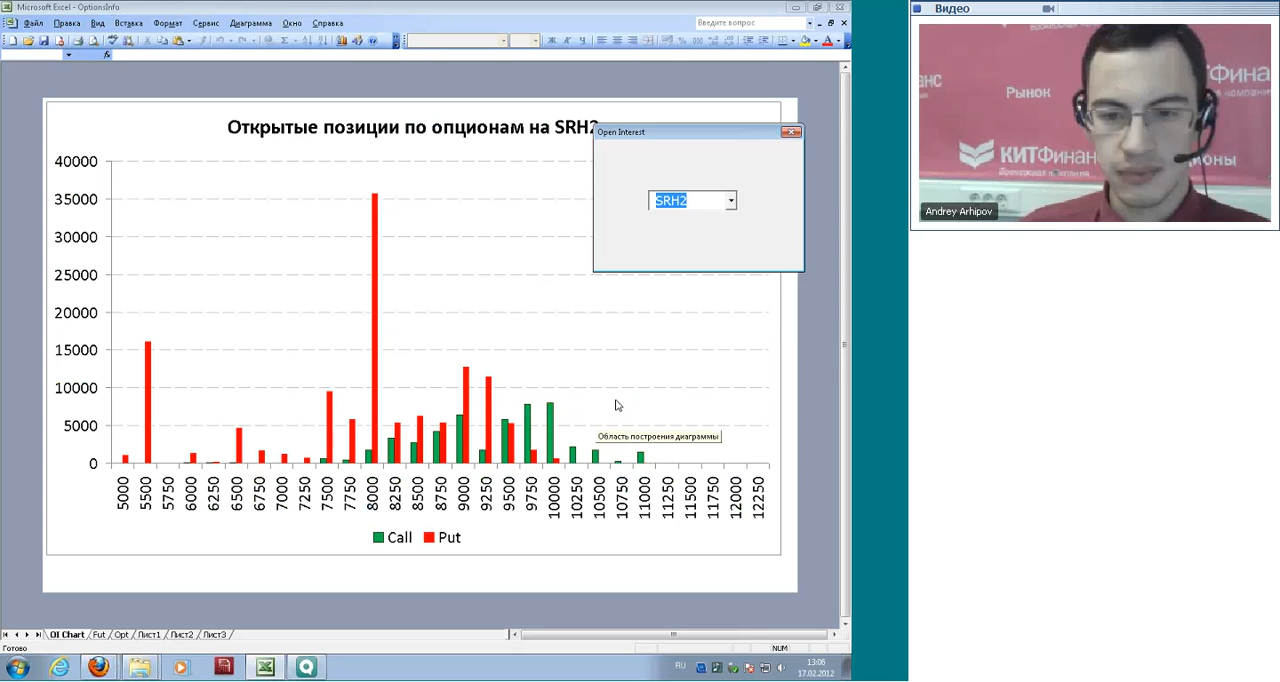 Microsoft Excel - OptionsInfo
Файл Правка Вид Вставка Формат Сервис Диаграмма Окно Справка
Введите вопрос
Открытые позиции по опционам на SRH2
Open Interest
SRH2
40000
35000
30000
25000
20000
15000
10000
5000
0
Область построения диаграммы
5000 5500 5750 6000 6250 6500 6750 7000 7250 7500 7750 8000 8250 8500 8750 9000 9250 9500 9750 10000 10250 10500 10750 11000 11250 11500 11750 12000 12250
Call Put
OI Chart Fut Opt Лист1 Лист2 Лист3
Готово
NUM
RU
13:06
17.02.2012
Видео
Рынок
КИТФинанс
Брокерская компания
Andrey Arhipov